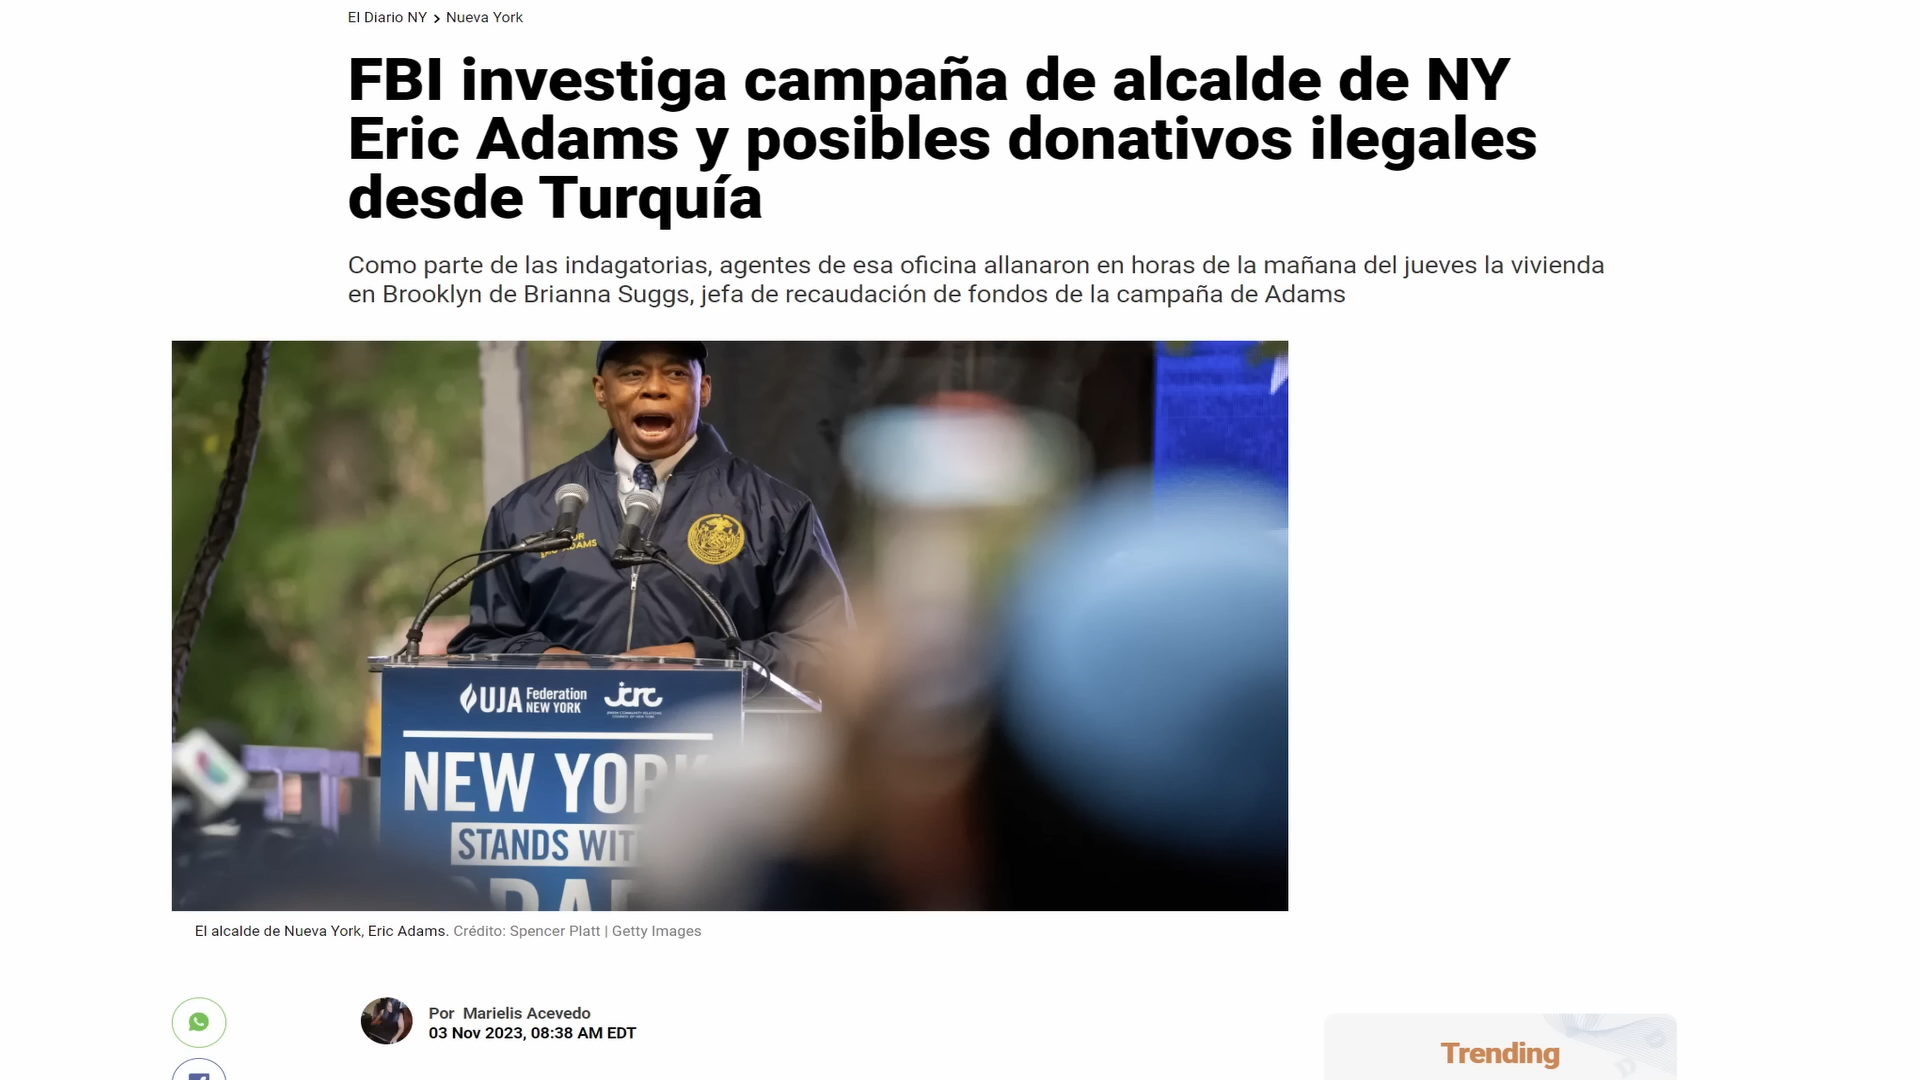 El Diario NY > Nueva York
FBI investiga campaña de alcalde de NY
Eric Adams y posibles donativos ilegales
desde Turquía
Como parte de las indagatorias, agentes de esa oficina allanaron en horas de la mañana del jueves la vivienda
en Brooklyn de Brianna Suggs, jefa de recaudación de fondos de la campaña de Adams
ADAMS
UJA Federation NEW YORK jcrc
NEW YORK
STANDS WIT
El alcalde de Nueva York, Eric Adams. Crédito: Spencer Platt | Getty Images
Por Marielis Acevedo
03 Nov 2023, 08:38 AM EDT
Trending